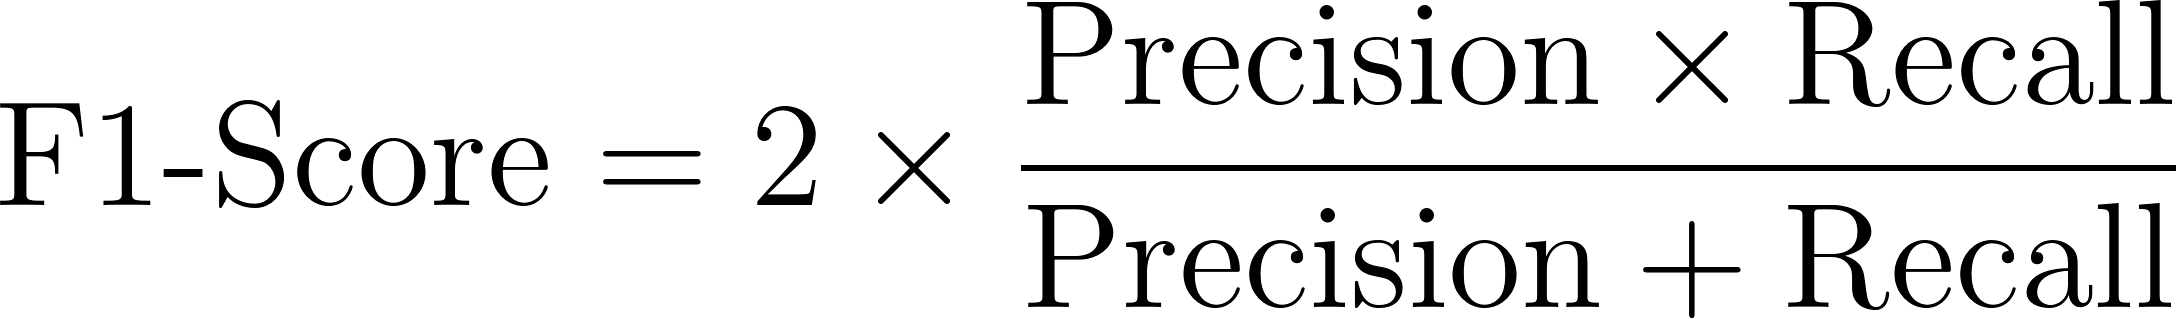 F1-Score = 2 × Precision × Recall / Precision + Recall